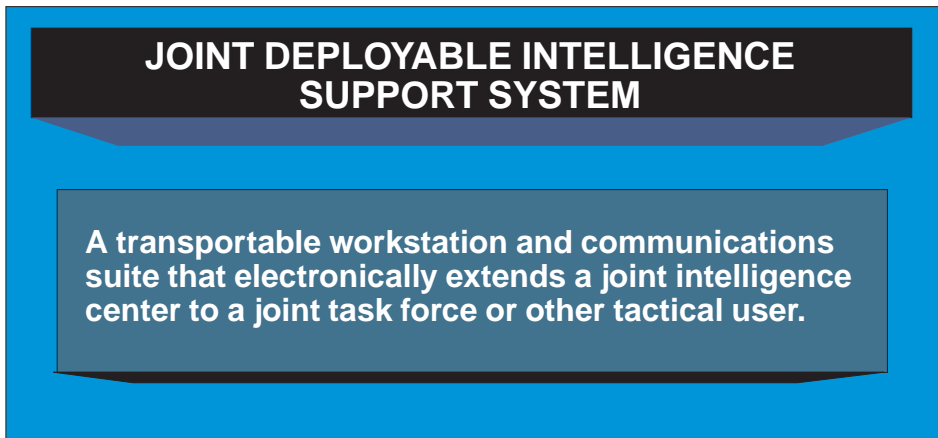 JOINT DEPLOYABLE INTELLIGENCE
SUPPORT SYSTEM
A transportable workstation and communications
suite that electronically extends a joint intelligence
center to a joint task force or other tactical user.